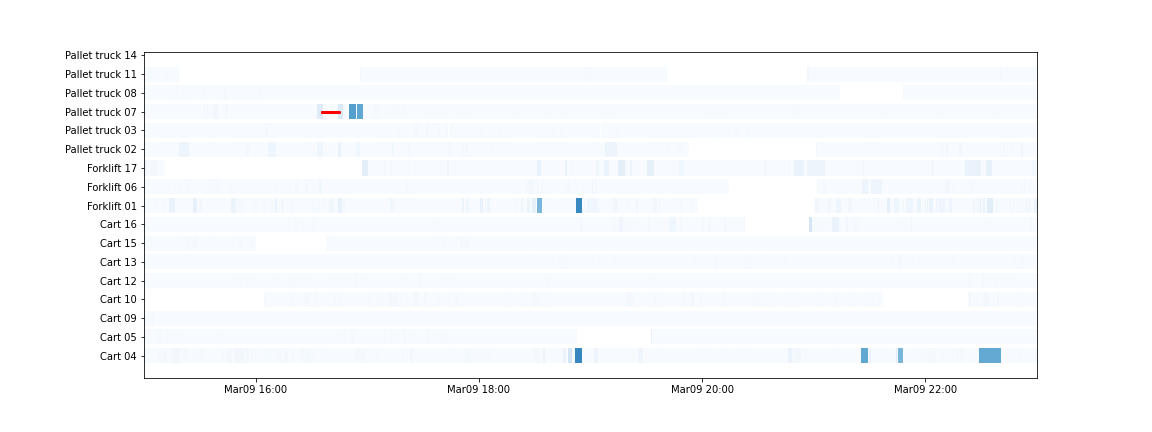 Pallet truck 14
Pallet truck 11
Pallet truck 08
Pallet truck 07
Pallet truck 03
Pallet truck 02
Forklift 17
Forklift 06
Forklift 01
Cart 16
Cart 15
Cart 13
Cart 12
Cart 10
Cart 09
Cart 05
Cart 04
Mar09 16:00 Mar09 18:00 Mar09 20:00 Mar09 22:00